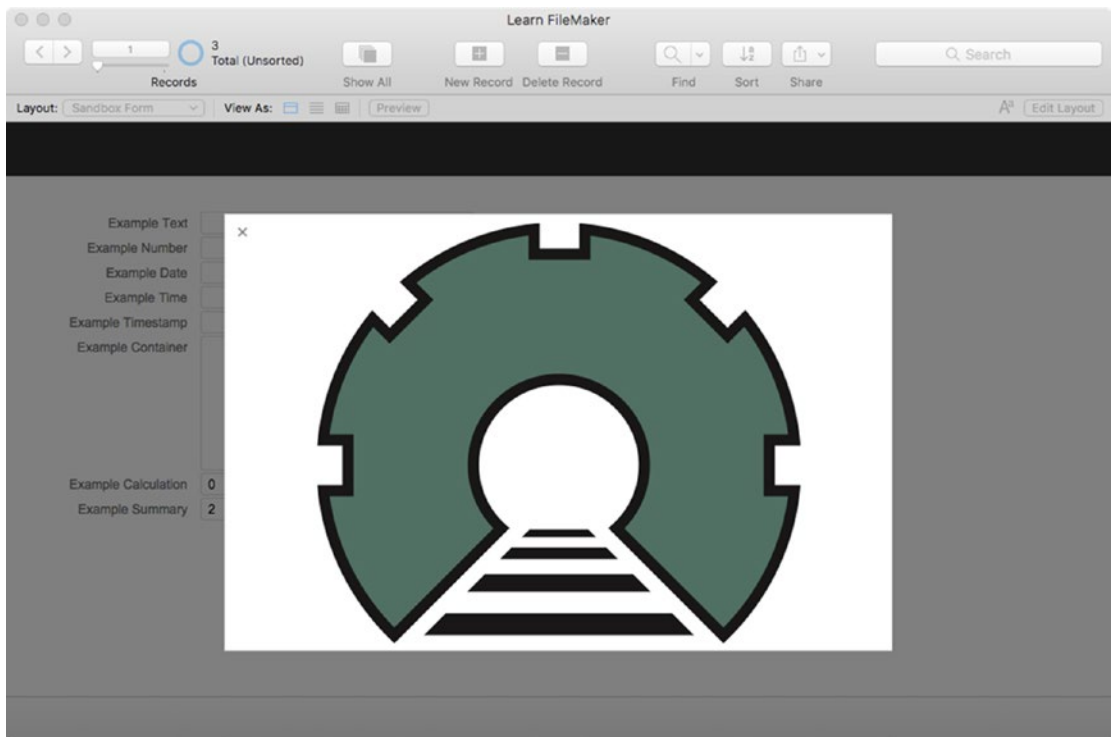 Learn FileMaker
1
3
Total (Unsorted)
Records
Show All
New Record
Delete Record
Find
Sort
Share
Search
Layout: Sandbox Form
View As:
Preview
Aa
Edit Layout
Example Text
Example Number
Example Date
Example Time
Example Timestamp
Example Container
Example Calculation 0
Example Summary 2